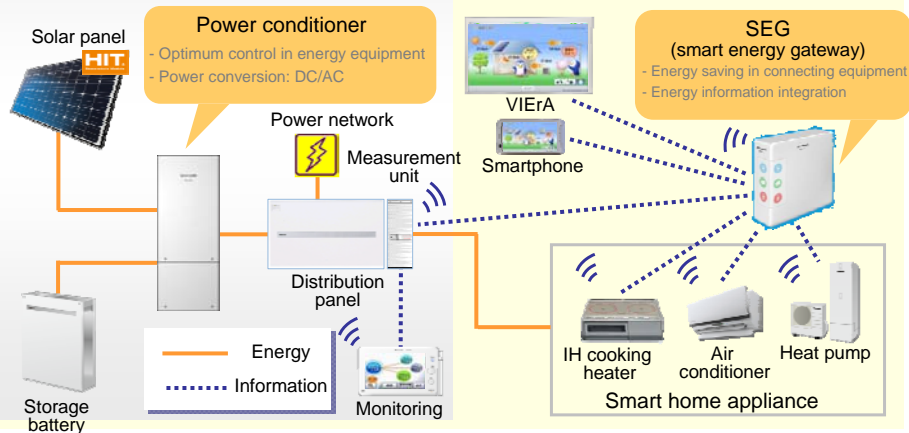 Solar panel
HIT
Power conditioner
- Optimum control in energy equipment
- Power conversion: DC/AC
Power network
Measurement
unit
Distribution
panel
Storage
battery
Energy
Information
Monitoring
VIErA
Smartphone
SEG
(smart energy gateway)
- Energy saving in connecting equipment
- Energy information integration
IH cooking
heater
Air
conditioner
Heat pump
Smart home appliance